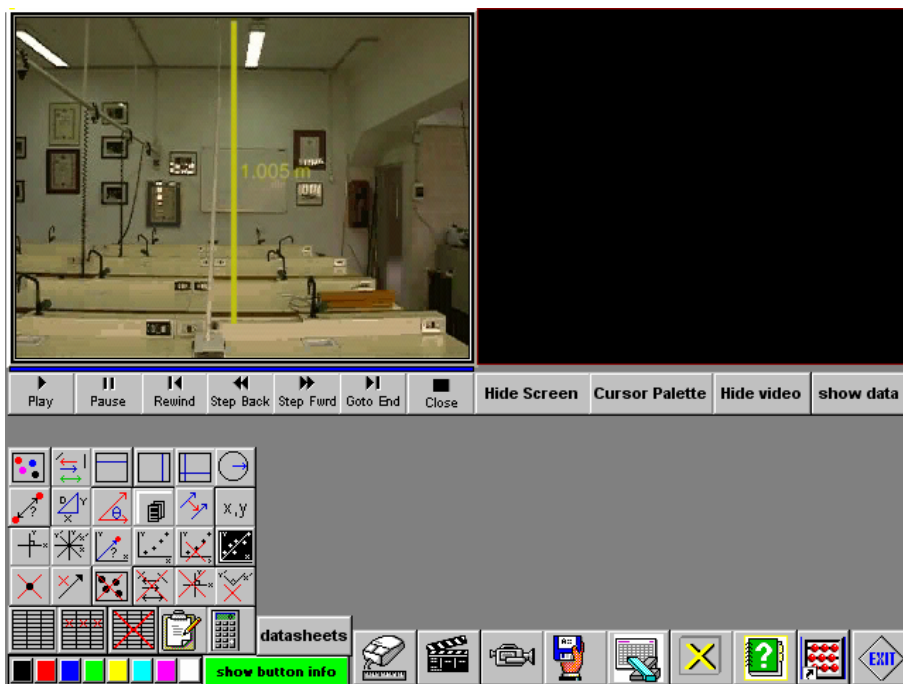 1.005 m
Play Pause Rewind Step Back Step Fwrd Goto End Close Hide Screen Cursor Palette Hide video show data
? D Y X θ x,y
Y X Y X Y ? X Y X Y X Y X
datasheets
A:
show button info
? EXIT